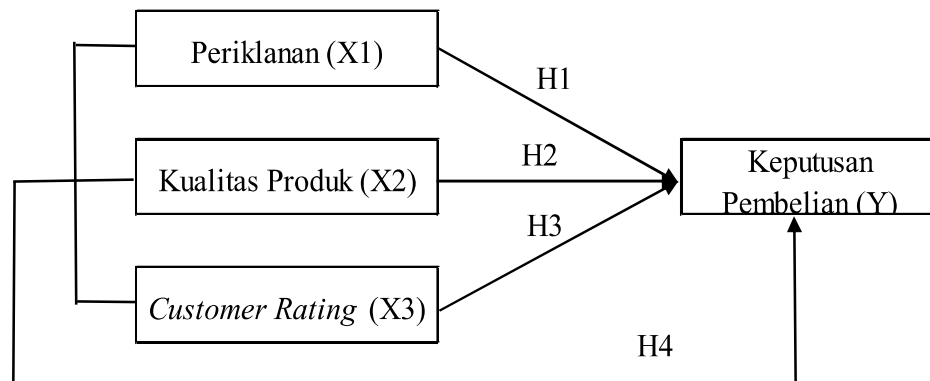 Periklanan (X1)
H1
Kualitas Produk (X2)
H2
Keputusan
Pembelian (Y)
H3
Customer Rating (X3)
H4